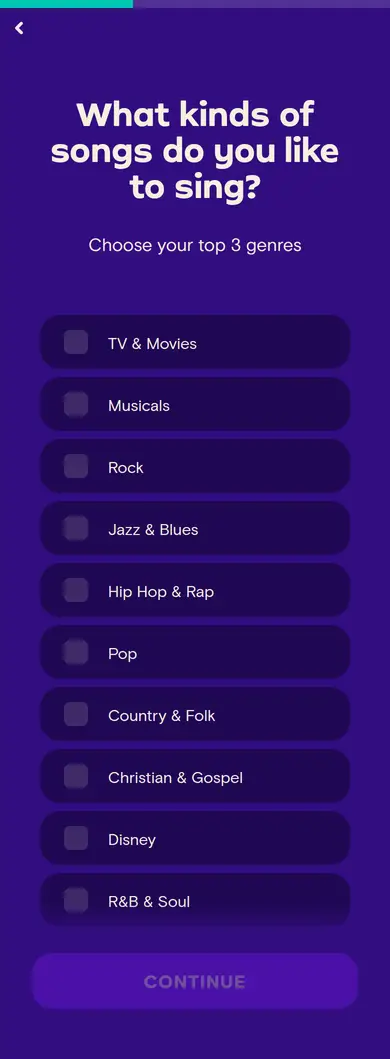 What kinds of
songs do you like
to sing?
Choose your top 3 genres
TV & Movies
Musicals
Rock
Jazz & Blues
Hip Hop & Rap
Pop
Country & Folk
Christian & Gospel
Disney
R&B & Soul
CONTINUE